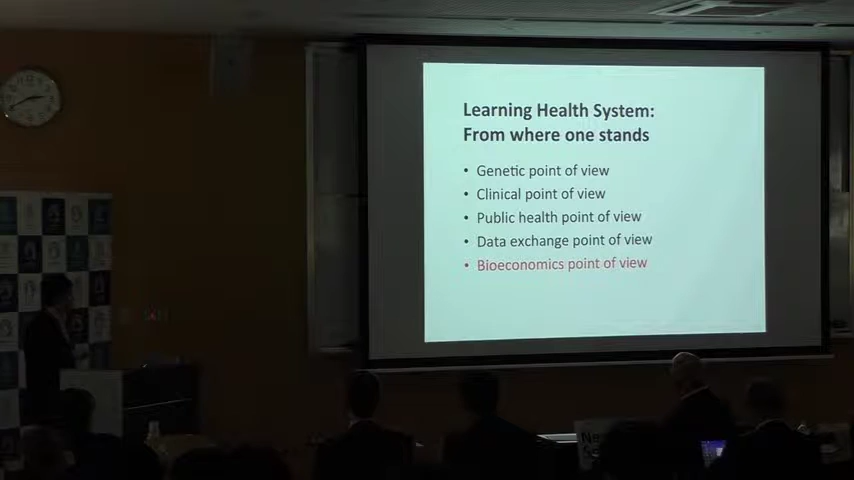 Learning Health System:
From where one stands
• Genetic point of view
• Clinical point of view
• Public health point of view
• Data exchange point of view
• Bioeconomics point of view